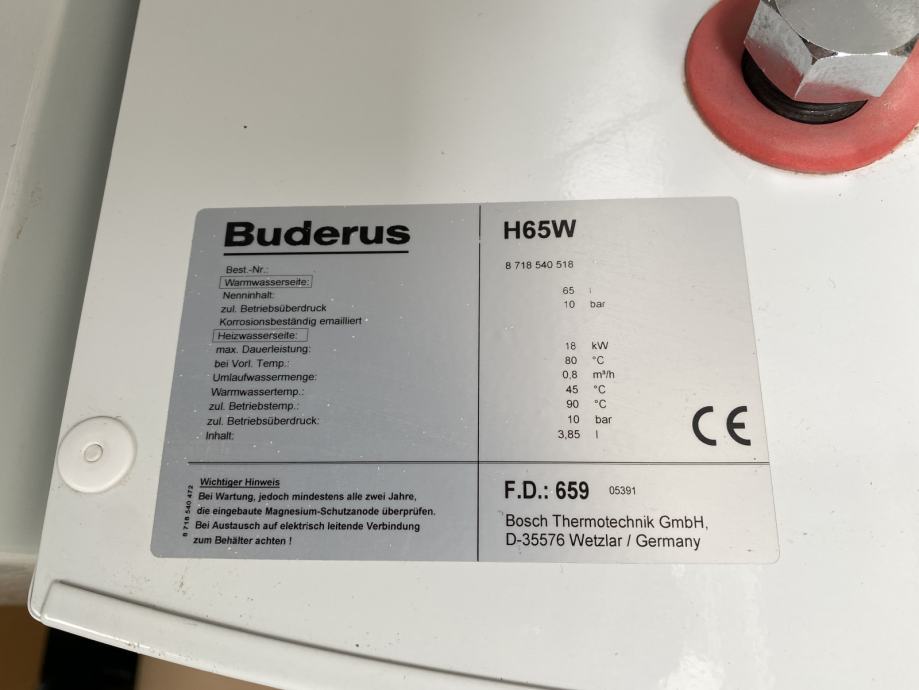 Buderus
H65W
Best.-Nr.: 8 718 540 518
Warmwasserseite:
Nenninhalt: 65 l
zul. Betriebsüberdruck 10 bar
Korrosionsbeständig emailliert
Heizwasserseite:
max. Dauerleistung: 18 kW
bei Vorl. Temp.: 80 °C
Umlaufwassermenge: 0,8 m³/h
Warmwassertemp.: 45 °C
zul. Betriebstemp.: 90 °C
zul. Betriebsüberdruck: 10 bar
Inhalt: 3,85 l
CE
Wichtiger Hinweis
Bei Wartung, jedoch mindestens alle zwei Jahre,
die eingebaute Magnesium-Schutzanode überprüfen.
Bei Austausch auf elektrisch leitende Verbindung
zum Behälter achten !
8 718 540 472
F.D.: 659 05391
Bosch Thermotechnik GmbH,
D-35576 Wetzlar / Germany